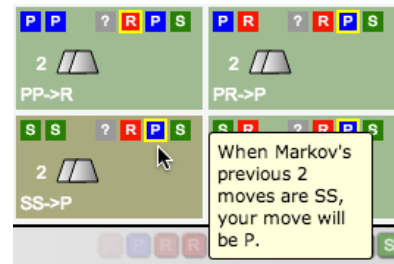 P P ? R P S
2
PP->R
P R ? R P S
2
PR->P
S S ? R P S
2
SS->P
S R ? R P S
When Markov's
previous 2
moves are SS,
your move will
be P.
P R R S